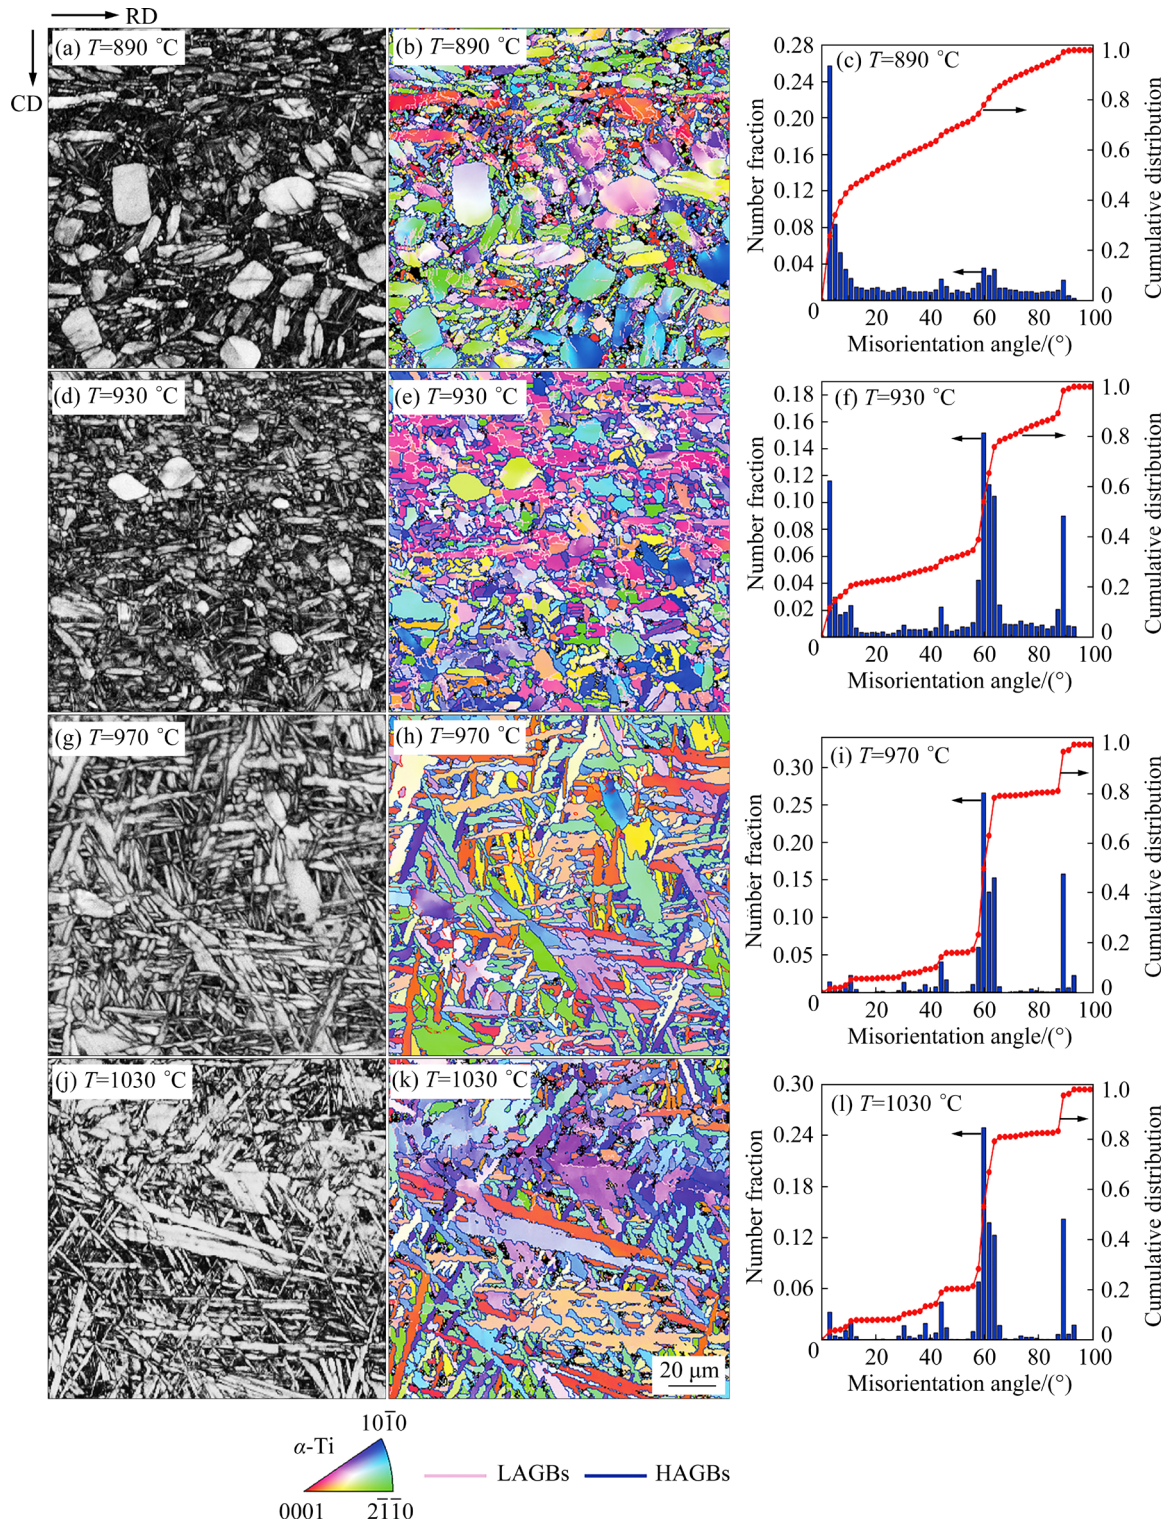 RD
CD
(a) T=890 °C
(b) T=890 °C
(c) T=890 °C
0.28
0.24
0.20
0.16
0.12
0.08
0.04
Number fraction
1.0
0.8
0.6
0.4
0.2
0
Cumulative distribution
0 20 40 60 80 100
Misorientation angle/(°)
(d) T=930 °C
(e) T=930 °C
(f) T=930 °C
0.18
0.16
0.14
0.12
0.10
0.08
0.06
0.04
0.02
Number fraction
1.0
0.8
0.6
0.4
0.2
0
Cumulative distribution
0 20 40 60 80 100
Misorientation angle/(°)
(g) T=970 °C
(h) T=970 °C
(i) T=970 °C
0.30
0.25
0.20
0.15
0.10
0.05
Number fraction
1.0
0.8
0.6
0.4
0.2
0
Cumulative distribution
0 20 40 60 80 100
Misorientation angle/(°)
(j) T=1030 °C
(k) T=1030 °C
20 μm
(l) T=1030 °C
0.30
0.24
0.18
0.12
0.06
Number fraction
1.0
0.8
0.6
0.4
0.2
0
Cumulative distribution
0 20 40 60 80 100
Misorientation angle/(°)
101̄0
α-Ti
0001
21̄1̄0
LAGBs
HAGBs